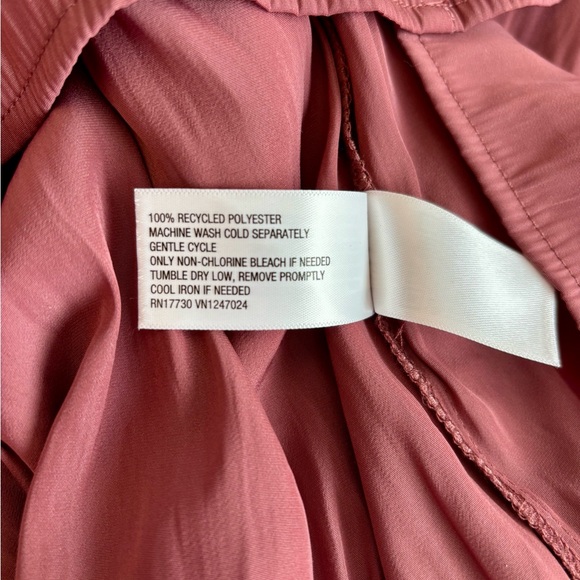 100% RECYCLED POLYESTER
MACHINE WASH COLD SEPARATELY
GENTLE CYCLE
ONLY NON-CHLORINE BLEACH IF NEEDED
TUMBLE DRY LOW, REMOVE PROMPTLY
COOL IRON IF NEEDED
RN17730 VN1247024